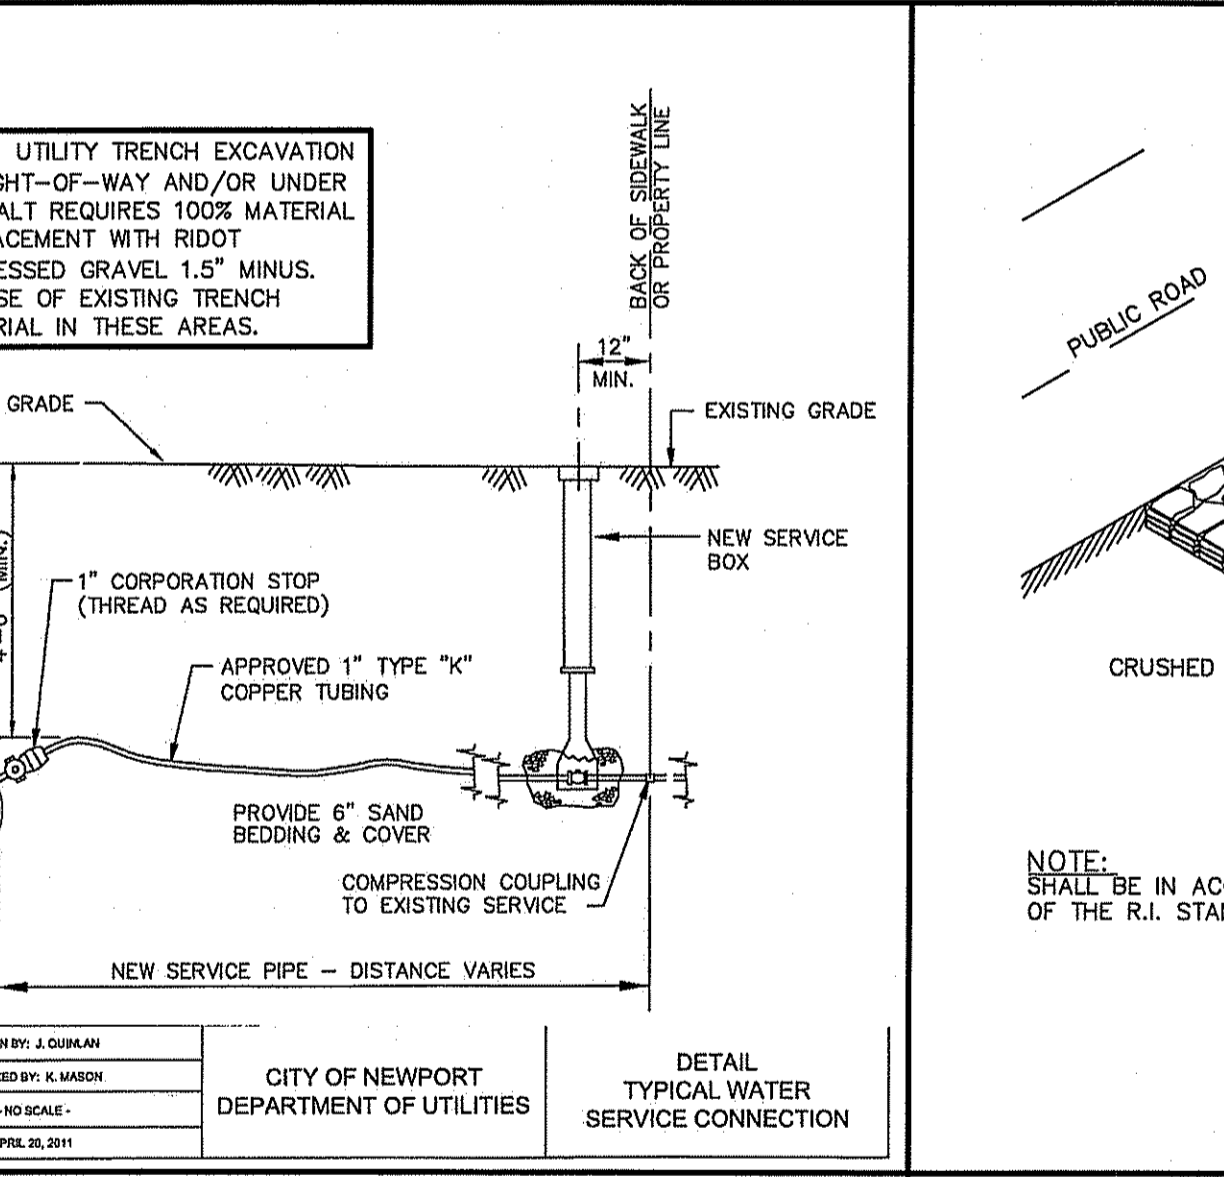 UTILITY TRENCH EXCAVATION
GHT-OF-WAY AND/OR UNDER
ALT REQUIRES 100% MATERIAL
ACEMENT WITH RIDOT
ESSED GRAVEL 1.5" MINUS.
SE OF EXISTING TRENCH
RIAL IN THESE AREAS.
BACK OF SIDEWALK
OR PROPERTY LINE
12"
MIN.
GRADE
EXISTING GRADE
(MIN.)
NEW SERVICE
BOX
1" CORPORATION STOP
(THREAD AS REQUIRED)
APPROVED 1" TYPE "K"
COPPER TUBING
PROVIDE 6" SAND
BEDDING & COVER
COMPRESSION COUPLING
TO EXISTING SERVICE
NEW SERVICE PIPE – DISTANCE VARIES
N BY: J. QUINLAN
ED BY: K. MASON
- NO SCALE -
PRIL 20, 2011
CITY OF NEWPORT
DEPARTMENT OF UTILITIES
DETAIL
TYPICAL WATER
SERVICE CONNECTION
PUBLIC ROAD
CRUSHED
NOTE:
SHALL BE IN AC
OF THE R.I. STA